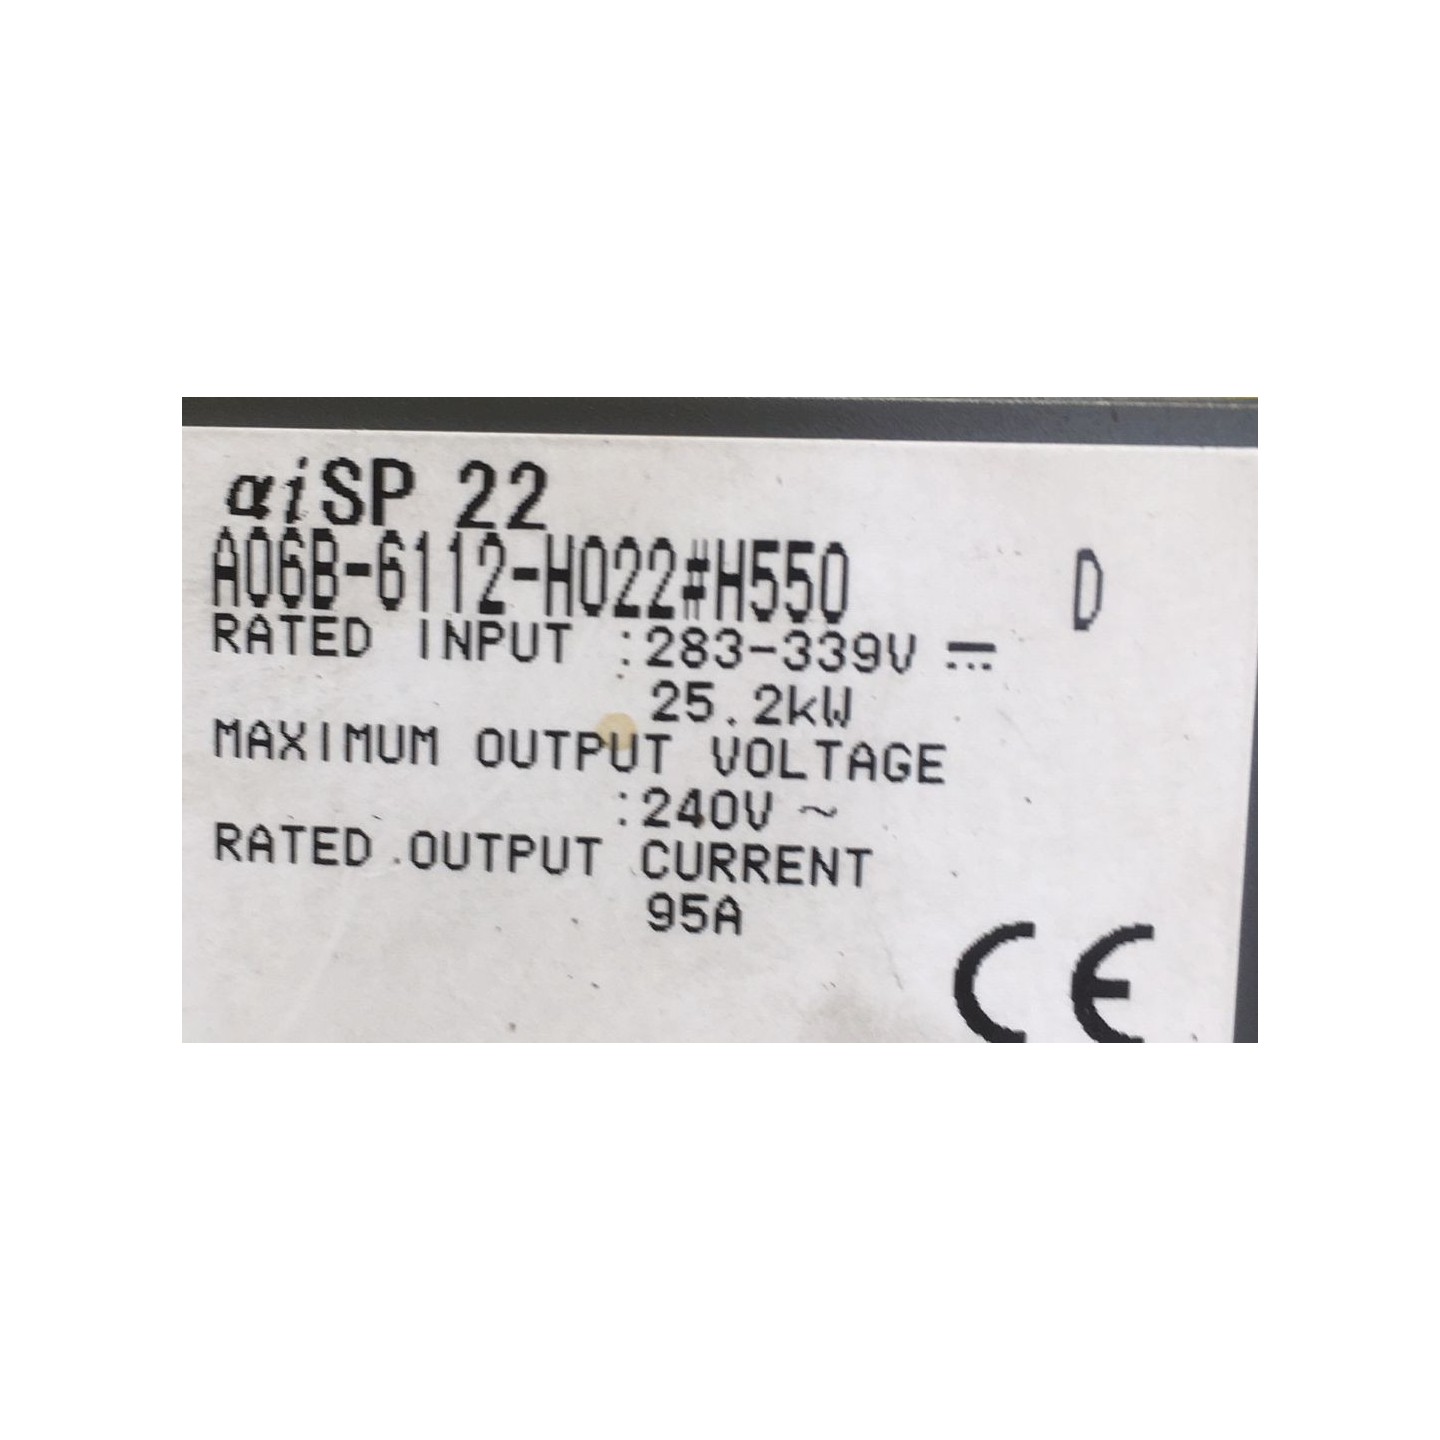 αiSP 22
A06B-6112-H022#H550 D
RATED INPUT :283-339V ⎓
25.2kW
MAXIMUM OUTPUT VOLTAGE
:240V ~
RATED OUTPUT CURRENT
95A
CE